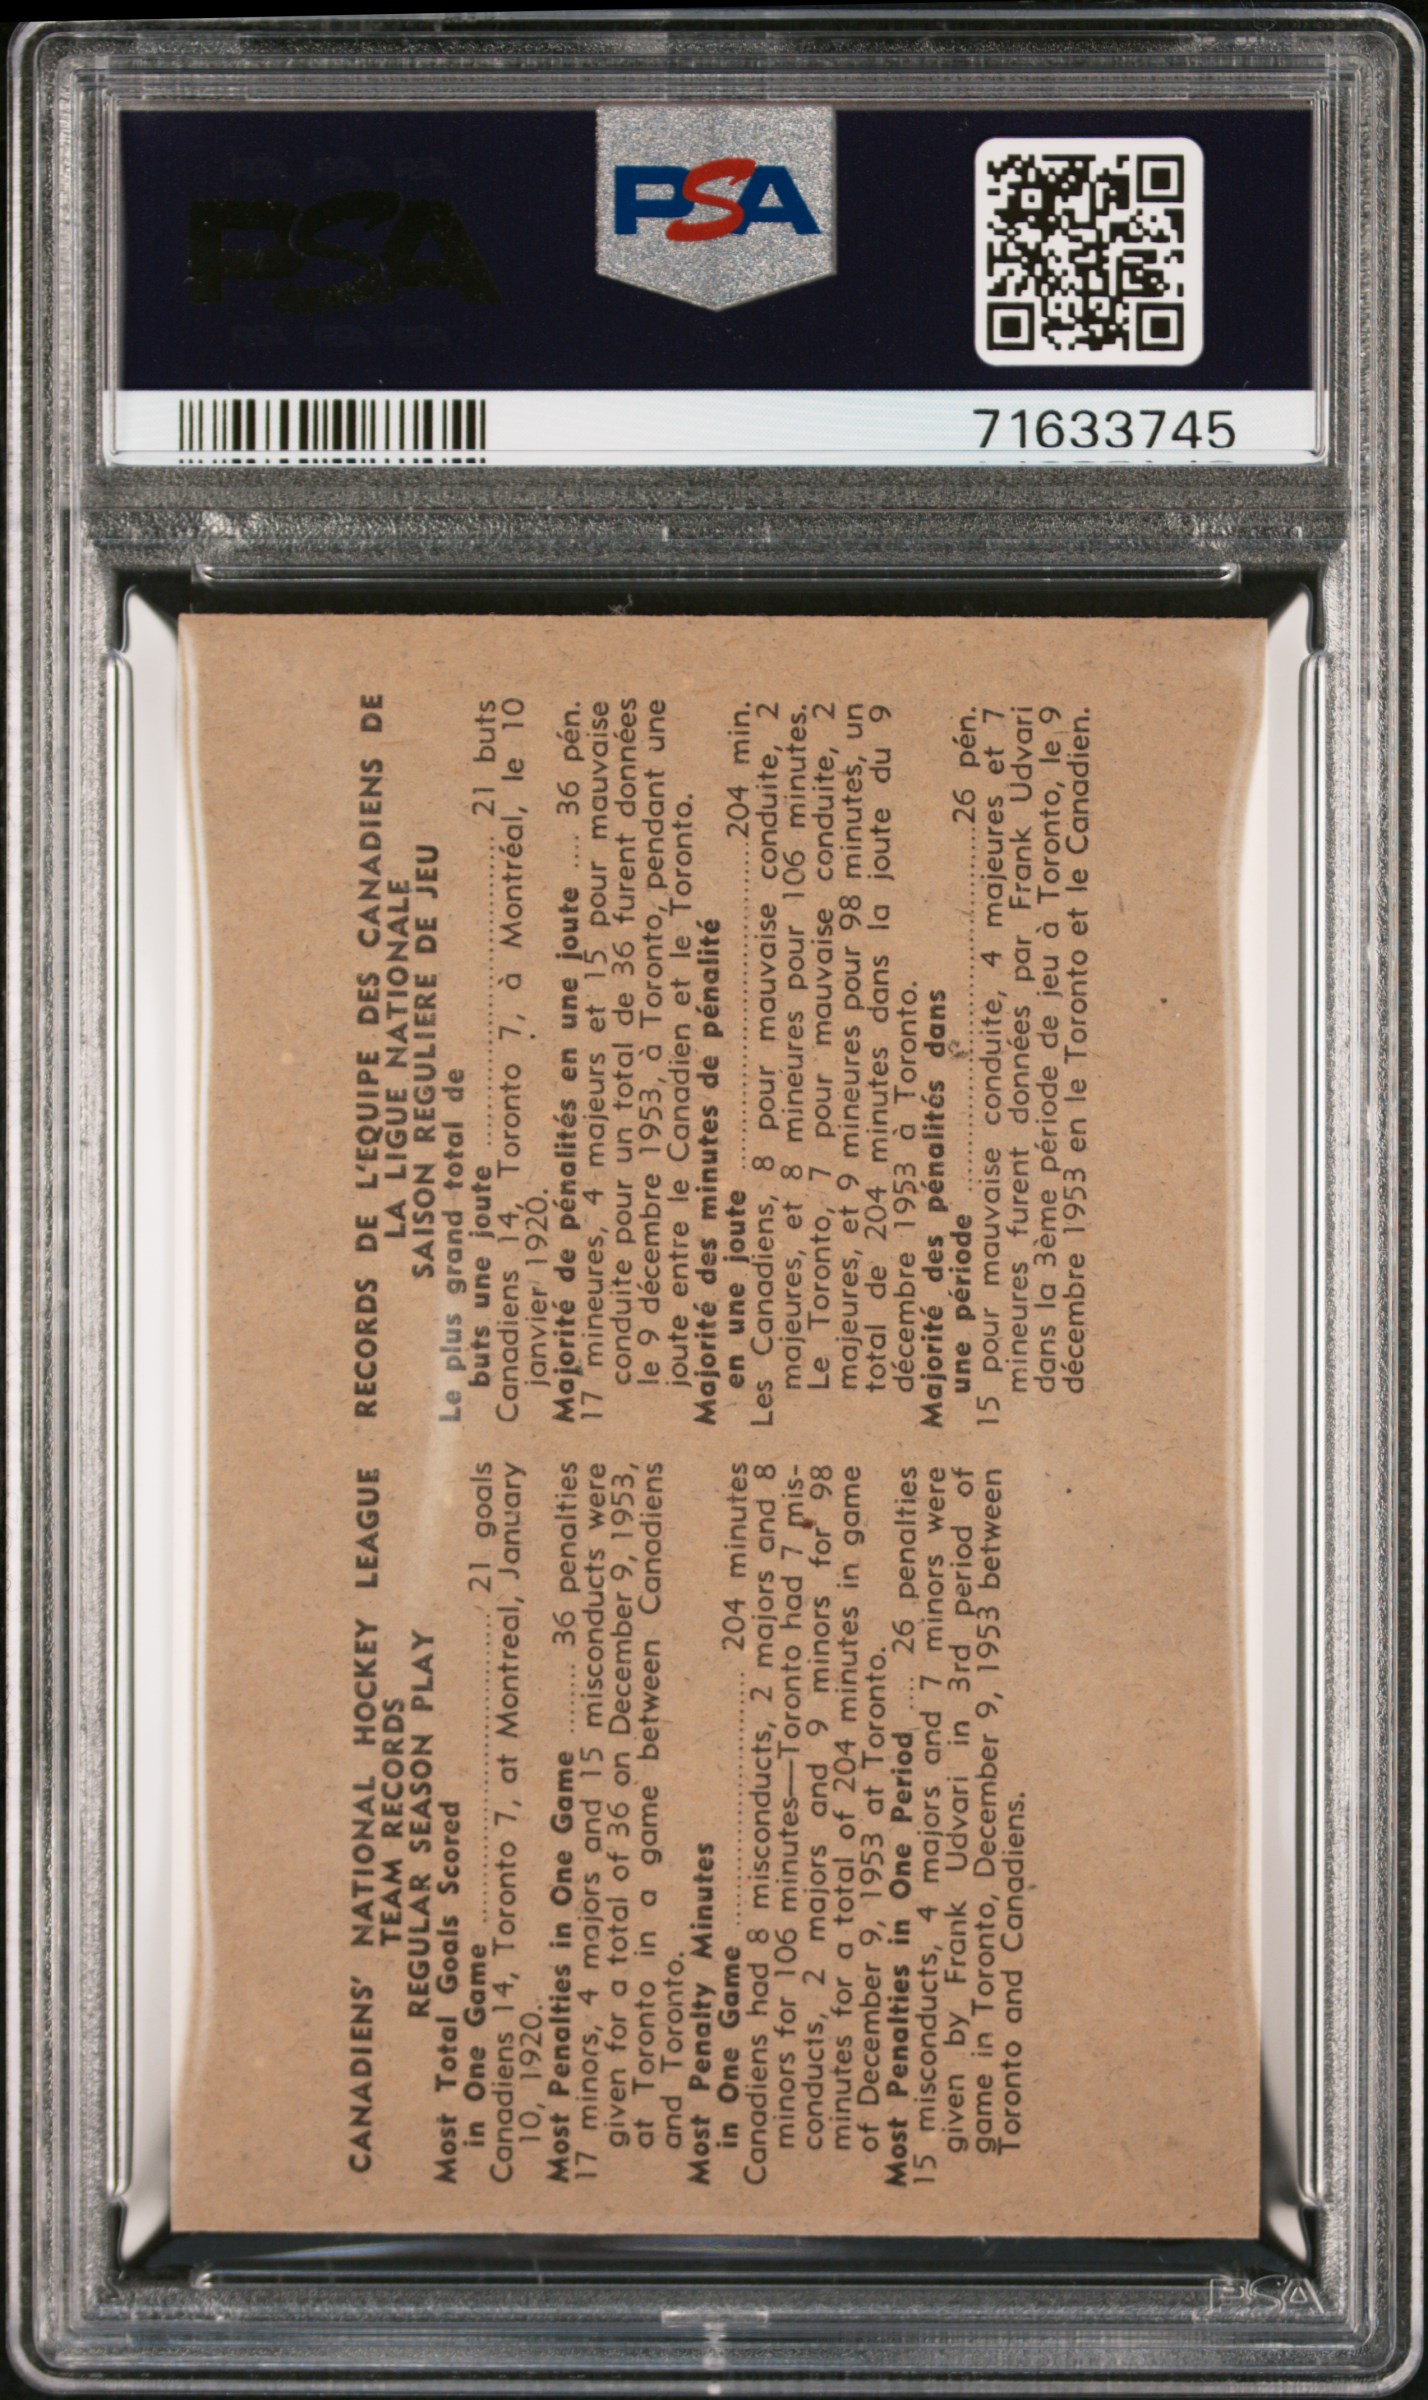 PSA
PSA
71633745
CANADIENS' NATIONAL HOCKEY LEAGUE
TEAM RECORDS
REGULAR SEASON PLAY
Most Total Goals Scored
in One Game ........................ 21 goals
Canadiens 14, Toronto 7, at Montreal, January
10, 1920.
Most Penalties in One Game ....... 36 penalties
17 minors, 4 majors and 15 misconducts were
given for a total of 36 on December 9, 1953,
at Toronto in a game between Canadiens
and Toronto.
Most Penalty Minutes
in One Game ........................ 204 minutes
Canadiens had 8 misconducts, 2 majors and 8
minors for 106 minutes—Toronto had 7 mis-
conducts, 2 majors and 9 minors for 98
minutes for a total of 204 minutes in game
of December 9, 1953 at Toronto.
Most Penalties in One Period .... 26 penalties
15 misconducts, 4 majors and 7 minors were
given by Frank Udvari in 3rd period of
game in Toronto, December 9, 1953 between
Toronto and Canadiens.
RECORDS DE L'EQUIPE DES CANADIENS DE
LA LIGUE NATIONALE
SAISON REGULIERE DE JEU
Le plus grand total de
buts une joute ........................ 21 buts
Canadiens 14, Toronto 7, à Montréal, le 10
janvier 1920.
Majorité de pénalités en une joute .... 36 pén.
17 mineures, 4 majeurs et 15 pour mauvaise
conduite pour un total de 36 furent données
le 9 décembre 1953, à Toronto, pendant une
joute entre le Canadien et le Toronto.
Majorité des minutes de pénalité
en une joute ........................204 min.
Les Canadiens, 8 pour mauvaise conduite, 2
majeures, et 8 mineures pour 106 minutes.
Le Toronto, 7 pour mauvaise conduite, 2
majeures, et 9 mineures pour 98 minutes, un
total de 204 minutes dans la joute du 9
décembre 1953 à Toronto.
Majorité des pénalités dans
une période ........................26 pén.
15 pour mauvaise conduite, 4 majeures et 7
mineures furent données par Frank Udvari
dans la 3ème période de jeu à Toronto, le 9
décembre 1953 en le Toronto et le Canadien.
PSA